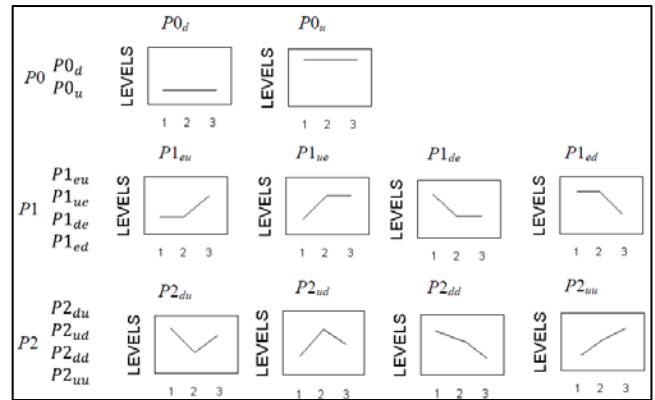 P0_d P0_u
P0 P0_d
P0_u
LEVELS LEVELS
1 2 3 1 2 3
P1_eu P1_ue P1_de P1_ed
P1 P1_eu
P1_ue
P1_de
P1_ed
LEVELS LEVELS LEVELS LEVELS
1 2 3 1 2 3 1 2 3 1 2 3
P2_du P2_ud P2_dd P2_uu
P2 P2_du
P2_ud
P2_dd
P2_uu
LEVELS LEVELS LEVELS LEVELS
1 2 3 1 2 3 1 2 3 1 2 3